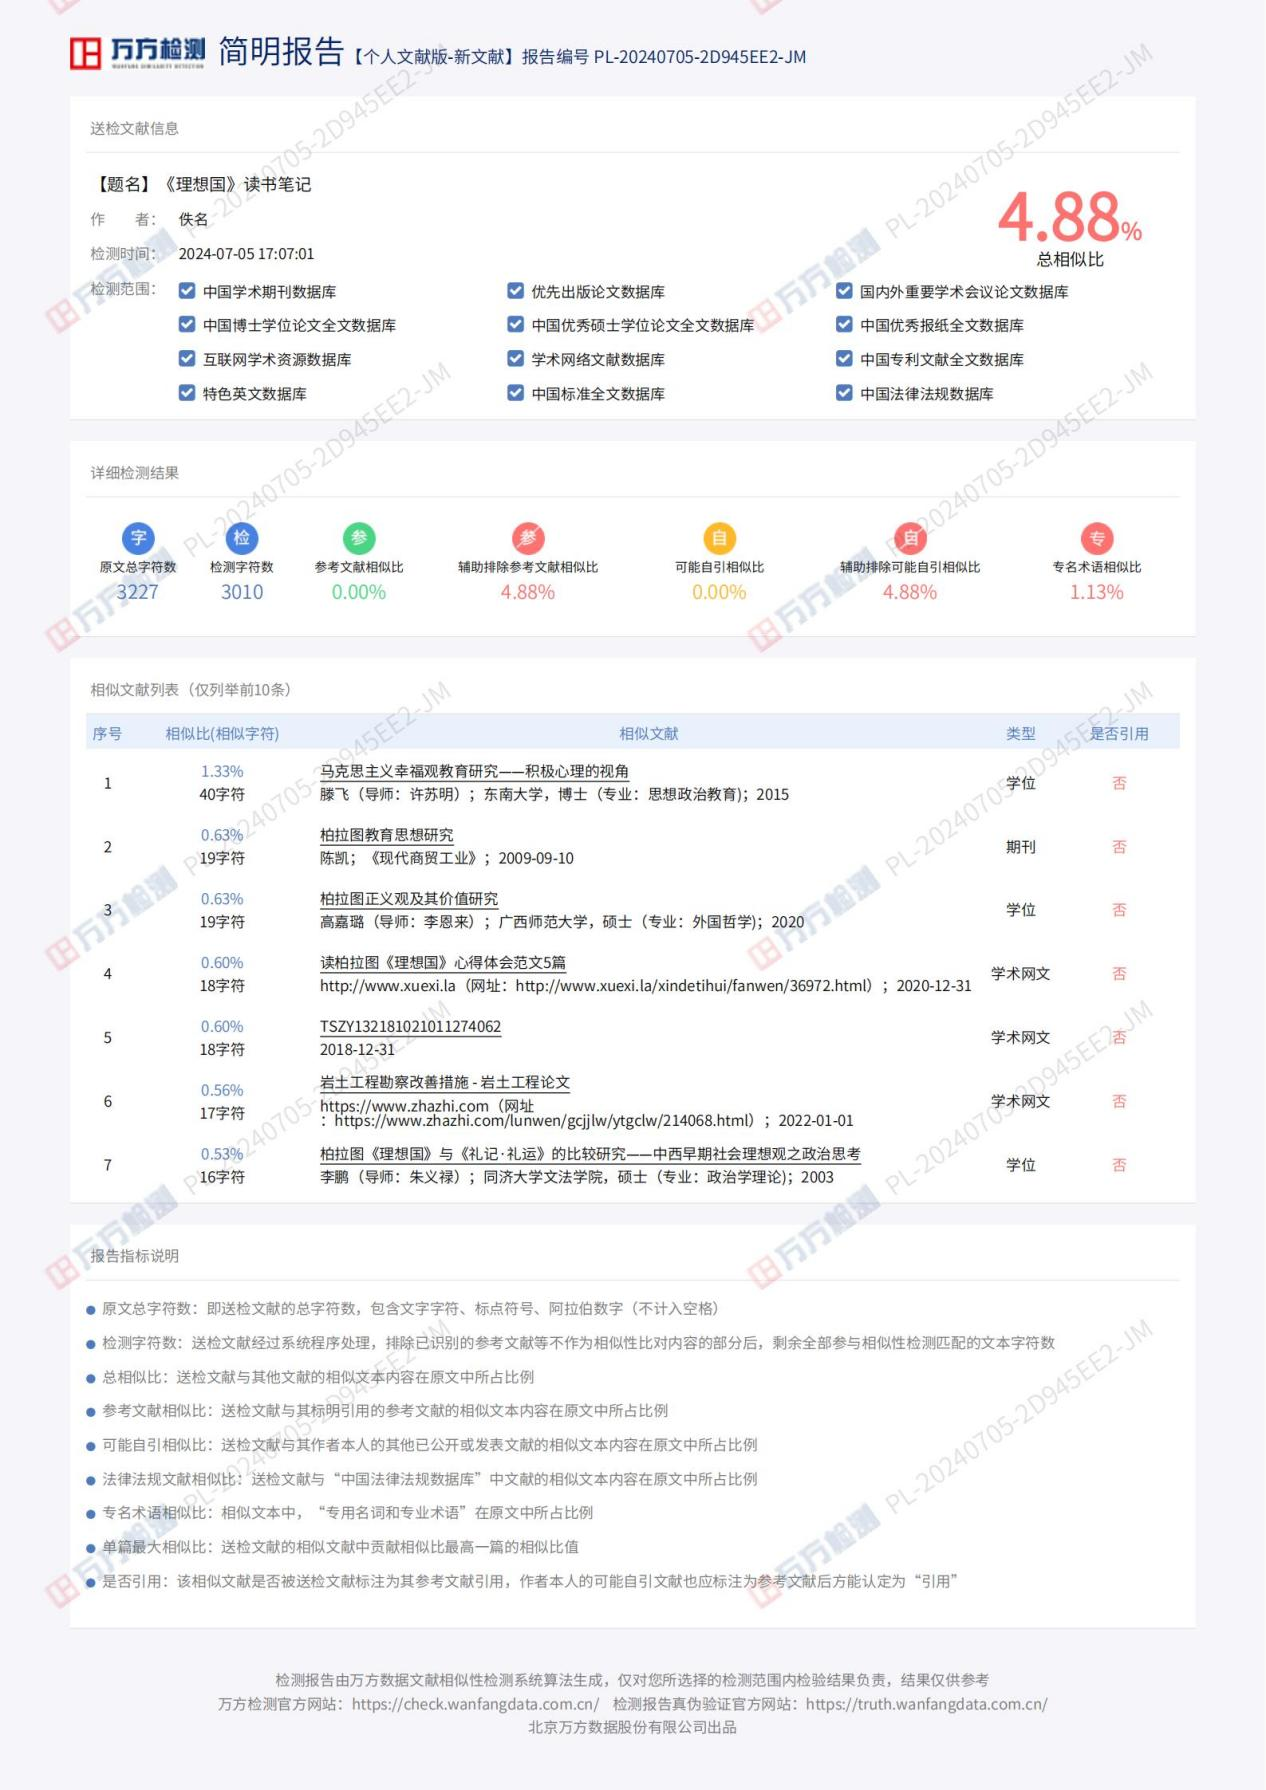 万方检测 简明报告【个人文献版-新文献】报告编号 PL-20240705-2D945EE2-JM
WANFANG SIMILARITY DETECTION
送检文献信息
【题名】《理想国》读书笔记
作 者： 佚名
检测时间： 2024-07-05 17:07:01
4.88%
总相似比
检测范围： 中国学术期刊数据库 优先出版论文数据库 国内外重要学术会议论文数据库
中国博士学位论文全文数据库 中国优秀硕士学位论文全文数据库 中国优秀报纸全文数据库
互联网学术资源数据库 学术网络文献数据库 中国专利文献全文数据库
特色英文数据库 中国标准全文数据库 中国法律法规数据库
详细检测结果
字 检 参 参 自 自 专
原文总字符数 检测字符数 参考文献相似比 辅助排除参考文献相似比 可能自引相似比 辅助排除可能自引相似比 专名术语相似比
3227 3010 0.00% 4.88% 0.00% 4.88% 1.13%
相似文献列表（仅列举前10条）
序号 相似比(相似字符) 相似文献 类型 是否引用
1 1.33% 40字符 马克思主义幸福观教育研究——积极心理的视角 学位 否
滕飞（导师：许苏明）；东南大学，博士（专业：思想政治教育)；2015
2 0.63% 19字符 柏拉图教育思想研究 期刊 否
陈凯；《现代商贸工业》；2009-09-10
3 0.63% 19字符 柏拉图正义观及其价值研究 学位 否
高嘉璐（导师：李恩来）；广西师范大学，硕士（专业：外国哲学)；2020
4 0.60% 18字符 读柏拉图《理想国》心得体会范文5篇 学术网文 否
http://www.xuexi.la（网址：http://www.xuexi.la/xindetihui/fanwen/36972.html）；2020-12-31
5 0.60% 18字符 TSZY132181021011274062 学术网文 否
2018-12-31
6 0.56% 17字符 岩土工程勘察改善措施 - 岩土工程论文 学术网文 否
https://www.zhazhi.com（网址
：https://www.zhazhi.com/lunwen/gcjjlw/ytgclw/214068.html）；2022-01-01
7 0.53% 16字符 柏拉图《理想国》与《礼记·礼运》的比较研究——中西早期社会理想观之政治思考 学位 否
李鹏（导师：朱义禄）；同济大学文法学院，硕士（专业：政治学理论)；2003
报告指标说明
● 原文总字符数：即送检文献的总字符数，包含文字字符、标点符号、阿拉伯数字（不计入空格）
● 检测字符数：送检文献经过系统程序处理，排除已识别的参考文献等不作为相似性比对内容的部分后，剩余全部参与相似性检测匹配的文本字符数
● 总相似比：送检文献与其他文献的相似文本内容在原文中所占比例
● 参考文献相似比：送检文献与其标明引用的参考文献的相似文本内容在原文中所占比例
● 可能自引相似比：送检文献与其作者本人的其他已公开或发表文献的相似文本内容在原文中所占比例
● 法律法规文献相似比：送检文献与“中国法律法规数据库”中文献的相似文本内容在原文中所占比例
● 专名术语相似比：相似文本中，“专用名词和专业术语”在原文中所占比例
● 单篇最大相似比：送检文献的相似文献中贡献相似比最高一篇的相似比值
● 是否引用：该相似文献是否被送检文献标注为其参考文献引用，作者本人的可能自引文献也应标注为参考文献后方能认定为“引用”
检测报告由万方数据文献相似性检测系统算法生成，仅对您所选择的检测范围内检验结果负责，结果仅供参考
万方检测官方网站：https://check.wanfangdata.com.cn/ 检测报告真伪验证官方网站：https://truth.wanfangdata.com.cn/
北京万方数据股份有限公司出品